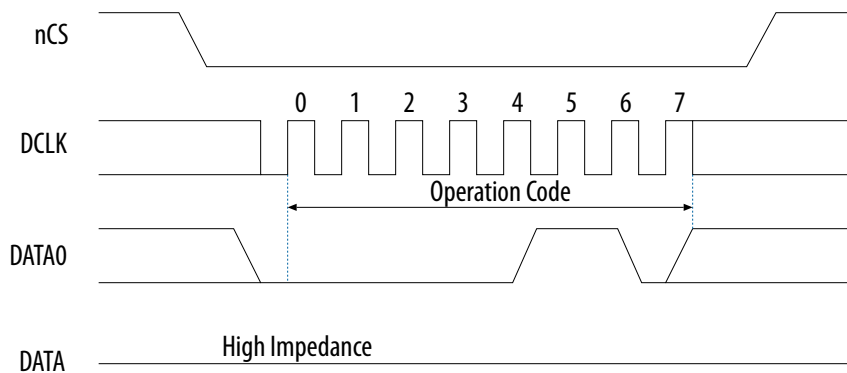 nCS
0 1 2 3 4 5 6 7
DCLK
Operation Code
DATA0
High Impedance
DATA